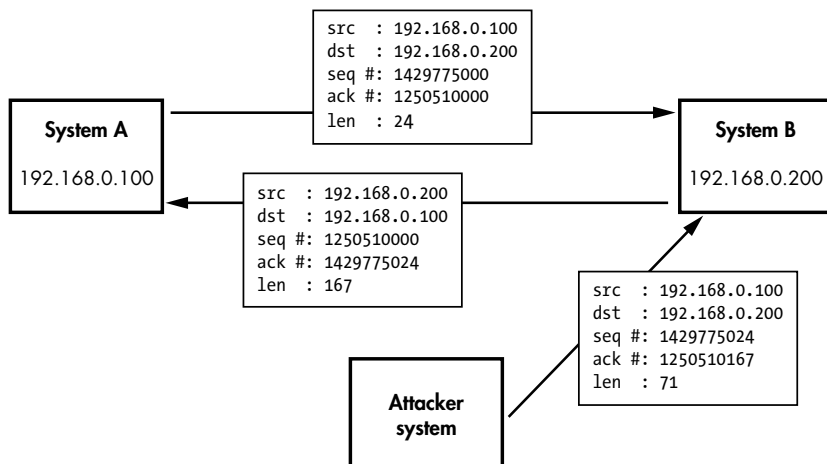 src : 192.168.0.100
dst : 192.168.0.200
seq #: 1429775000
ack #: 1250510000
len : 24
System A
192.168.0.100
System B
192.168.0.200
src : 192.168.0.200
dst : 192.168.0.100
seq #: 1250510000
ack #: 1429775024
len : 167
src : 192.168.0.100
dst : 192.168.0.200
seq #: 1429775024
ack #: 1250510167
len : 71
Attacker
system